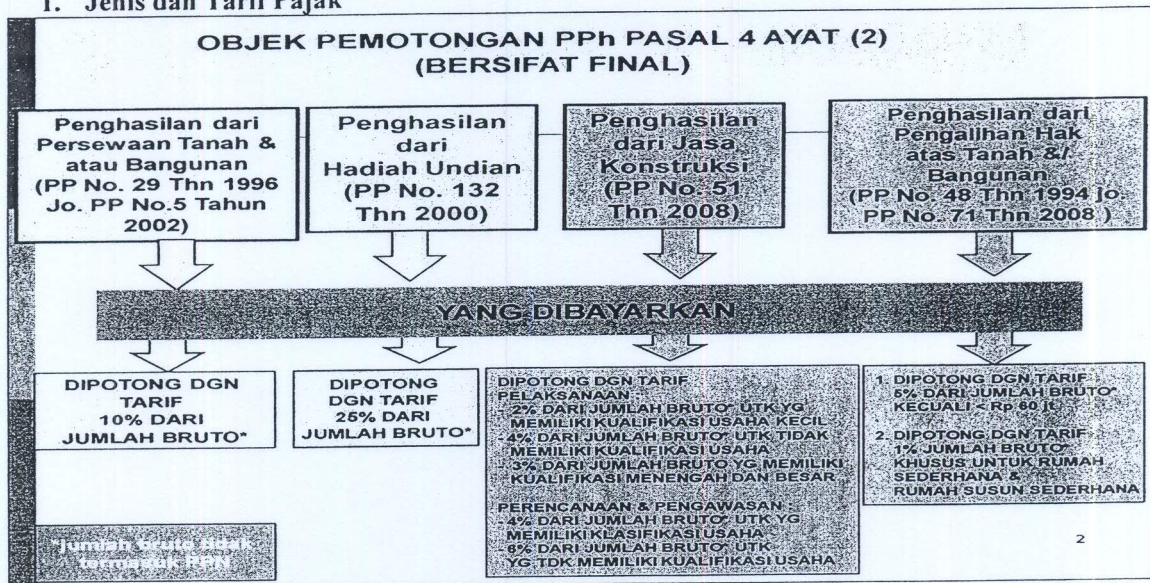 1. Jenis dan Tarif Pajak
OBJEK PEMOTONGAN PPh PASAL 4 AYAT (2)
(BERSIFAT FINAL)
Penghasilan dari
Persewaan Tanah &
atau Bangunan
(PP No. 29 Thn 1996
Jo. PP No.5 Tahun
2002)
Penghasilan
dari
Hadiah Undian
(PP No. 132
Thn 2000)
Penghasilan
dari Jasa
Konstruksi
(PP No. 51
Thn 2008)
Penghasilan dari
Pengalihan Hak
atas Tanah &/
Bangunan
(PP No. 48 Thn 1994 jo.
PP No. 71 Thn 2008 )
YANG DIBAYARKAN
DIPOTONG DGN
TARIF
10% DARI
JUMLAH BRUTO*
DIPOTONG
DGN TARIF
25% DARI
JUMLAH BRUTO*
DIPOTONG DGN TARIF
PELAKSANAAN
- 2% DARI JUMLAH BRUTO* UTK YG
MEMILIKI KUALIFIKASI USAHA KECIL
- 4% DARI JUMLAH BRUTO* UTK TIDAK
MEMILIKI KUALIFIKASI USAHA
- 3% DARI JUMLAH BRUTO YG MEMILIKI
KUALIFIKASI MENENGAH DAN BESAR
PERENCANAAN & PENGAWASAN
- 4% DARI JUMLAH BRUTO* UTK YG
MEMILIKI KLASIFIKASI USAHA
- 6% DARI JUMLAH BRUTO* UTK
YG TDK MEMILIKI KUALIFIKASI USAHA
1. DIPOTONG DGN TARIF
5% DARI JUMLAH BRUTO*
KECUALI < Rp 60 jt.
2. DIPOTONG DGN TARIF
1% JUMLAH BRUTO*
KHUSUS UNTUK RUMAH
SEDERHANA &
RUMAH SUSUN SEDERHANA
*jumlah bruto tidak
termasuk PPN
2